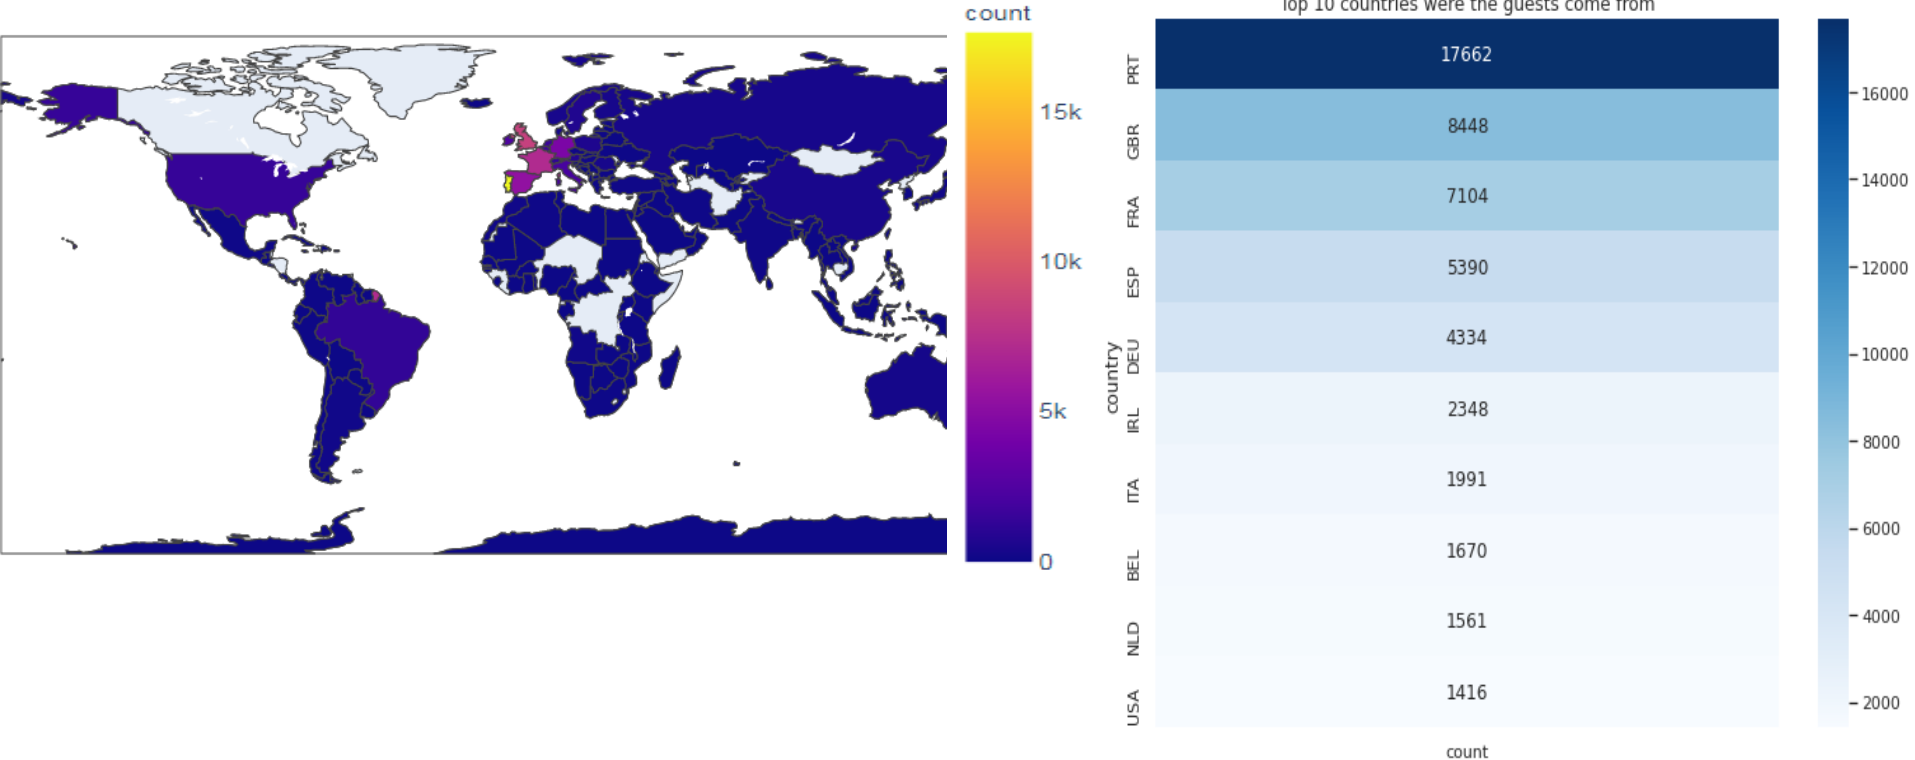 count
15k
10k
5k
0
Top 10 countries were the guests come from
country
PRT
17662
GBR
8448
FRA
7104
ESP
5390
DEU
4334
IRL
2348
ITA
1991
BEL
1670
NLD
1561
USA
1416
count
16000
14000
12000
10000
8000
6000
4000
2000